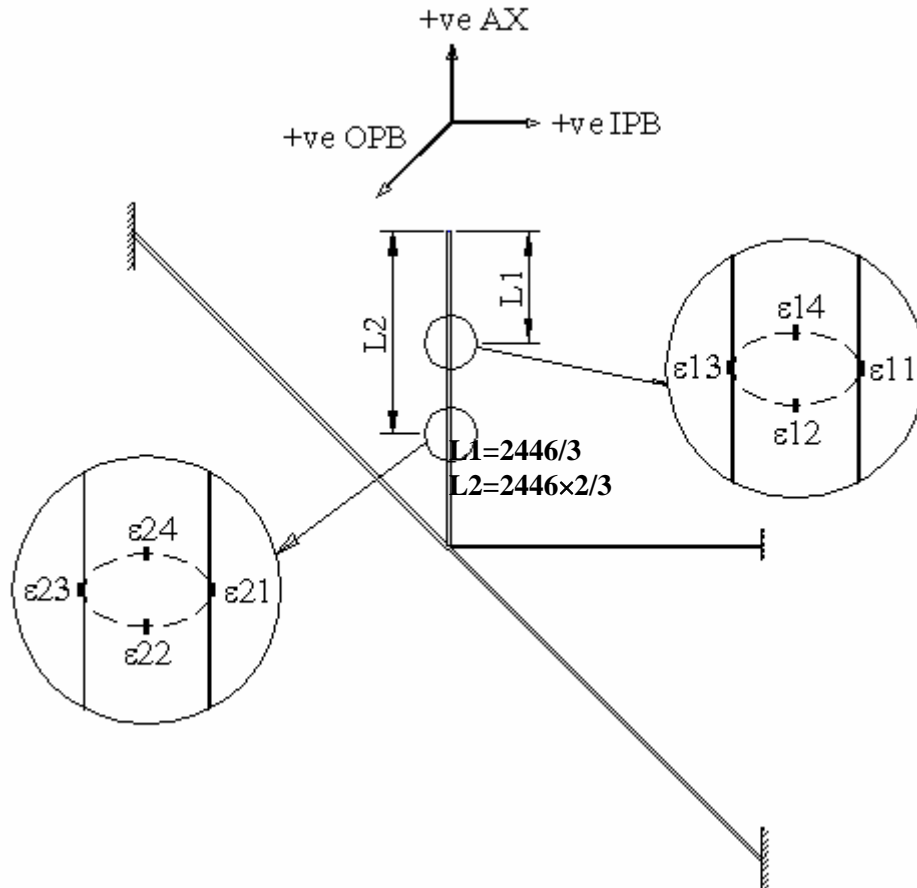 +ve AX
+ve OPB
+ve IPB
L2
L1
ε14
ε13
ε11
ε12
L1=2446/3
L2=2446×2/3
ε24
ε23
ε21
ε22